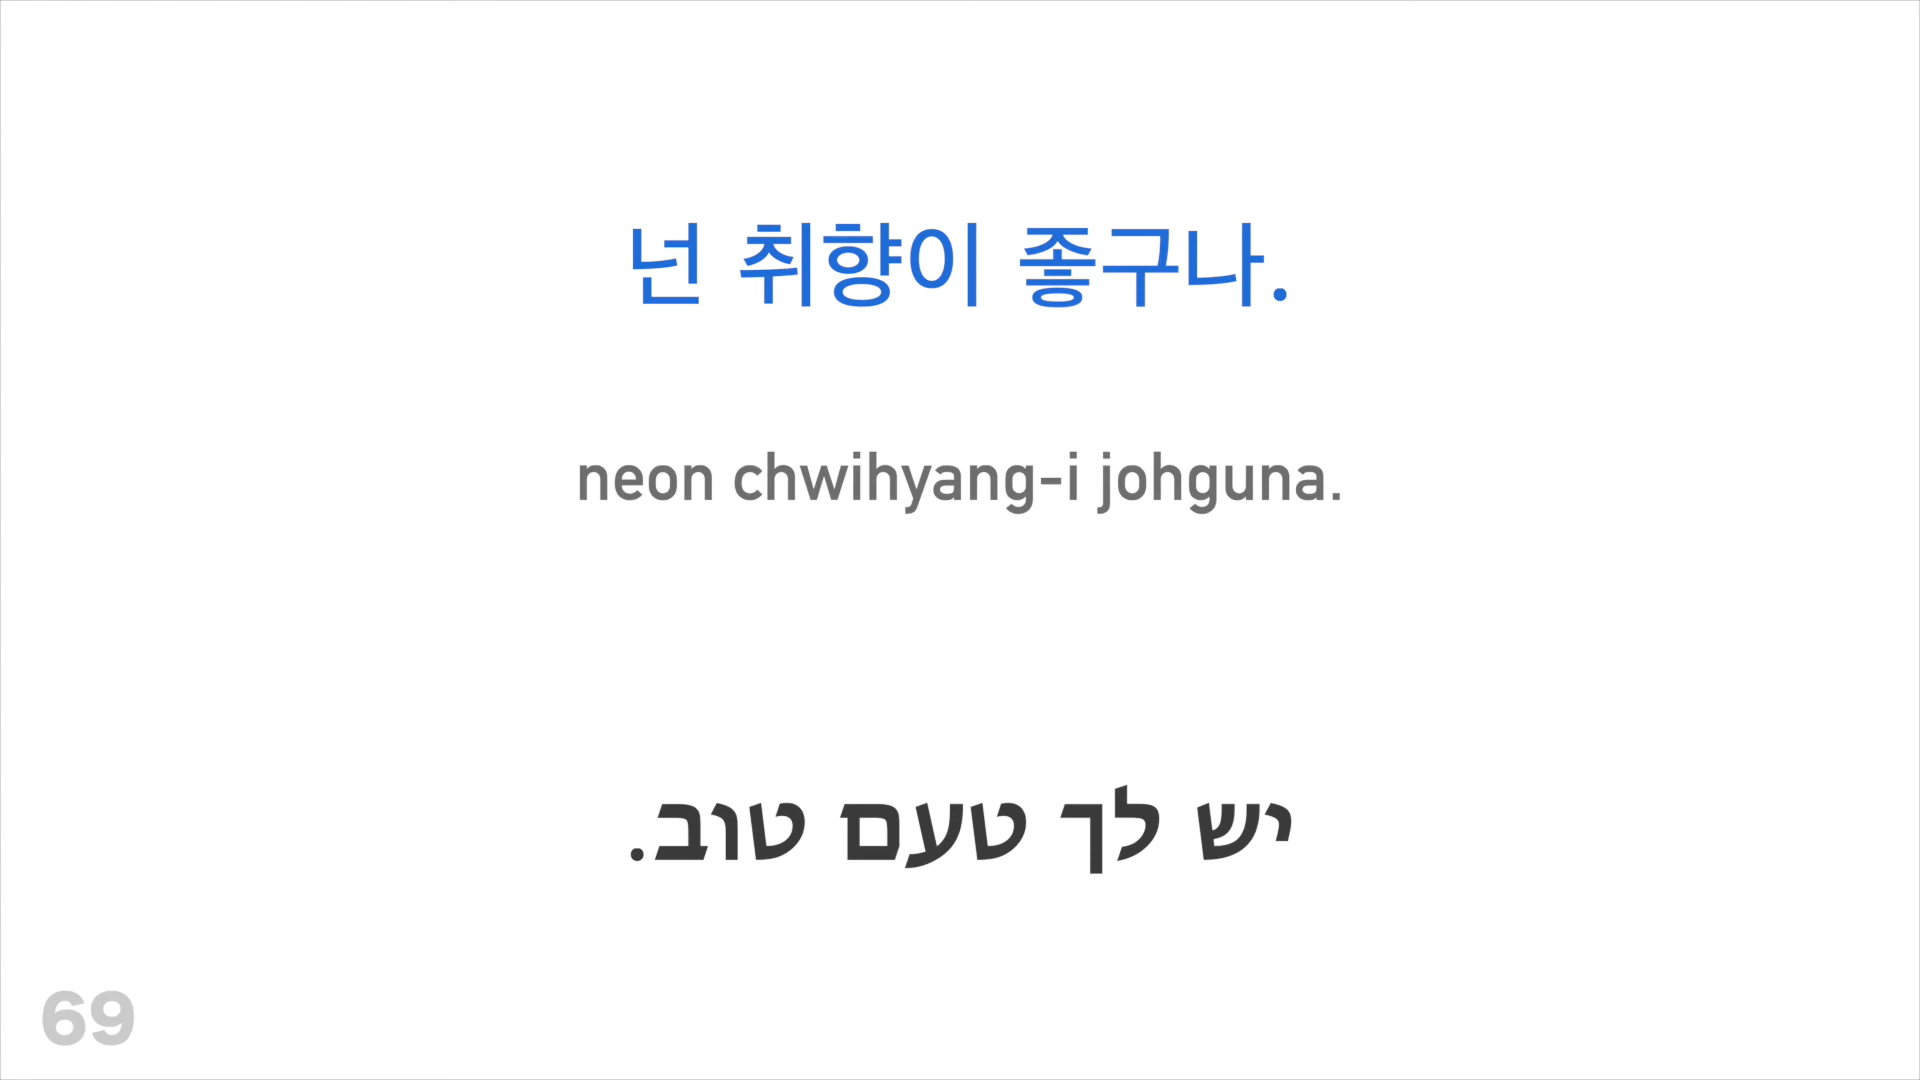 넌 취향이 좋구나.
neon chwihyang-i johguna.
יש לך טעם טוב.
69